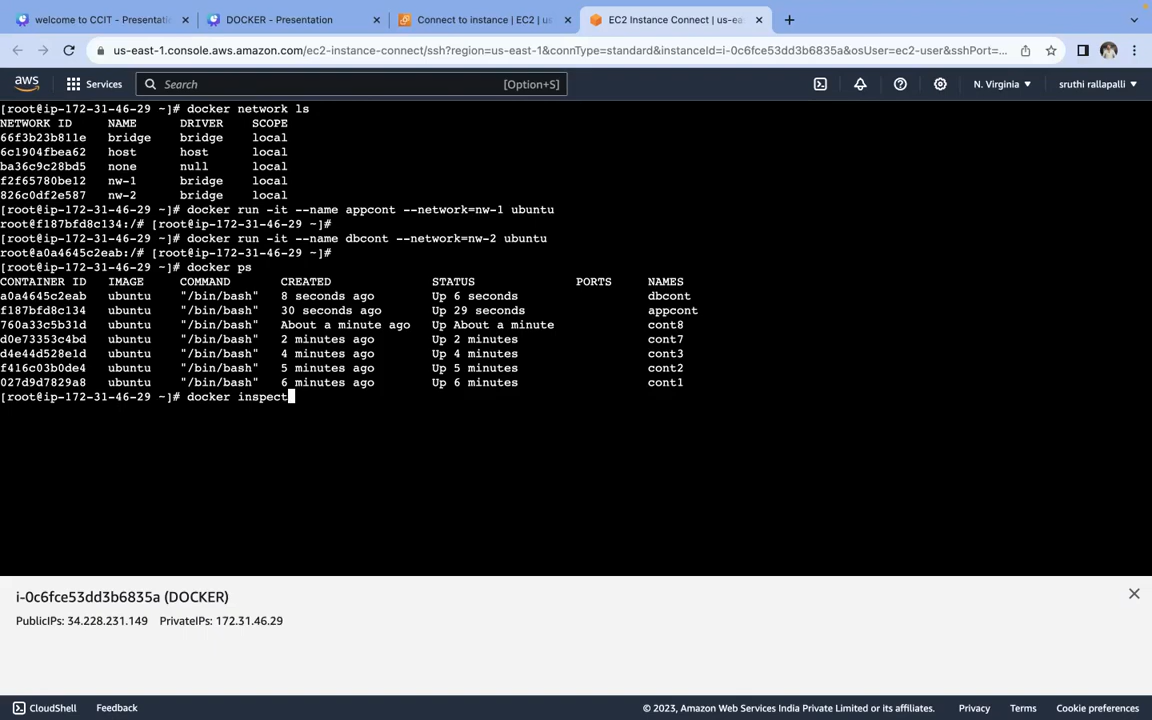 welcome to CCIT - Presentatio
DOCKER - Presentation
Connect to instance | EC2 | us-
EC2 Instance Connect | us-ea
us-east-1.console.aws.amazon.com/ec2-instance-connect/ssh?region=us-east-1&connType=standard&instanceId=i-0c6fce53dd3b6835a&osUser=ec2-user&sshPort=...
aws
Services
Search
[Option+S]
N. Virginia
sruthi rallapalli
[root@ip-172-31-46-29 ~]# docker network ls
NETWORK ID NAME DRIVER SCOPE
66f3b23b811e bridge bridge local
6c1904fbea62 host host local
ba36c9c28bd5 none null local
f2f65780be12 nw-1 bridge local
826c0df2e587 nw-2 bridge local
[root@ip-172-31-46-29 ~]# docker run -it --name appcont --network=nw-1 ubuntu
root@f187bfd8c134:/# [root@ip-172-31-46-29 ~]#
[root@ip-172-31-46-29 ~]# docker run -it --name dbcont --network=nw-2 ubuntu
root@a0a4645c2eab:/# [root@ip-172-31-46-29 ~]#
[root@ip-172-31-46-29 ~]# docker ps
CONTAINER ID IMAGE COMMAND CREATED STATUS PORTS NAMES
a0a4645c2eab ubuntu "/bin/bash" 8 seconds ago Up 6 seconds dbcont
f187bfd8c134 ubuntu "/bin/bash" 30 seconds ago Up 29 seconds appcont
760a33c5b31d ubuntu "/bin/bash" About a minute ago Up About a minute cont8
d0e73353c4bd ubuntu "/bin/bash" 2 minutes ago Up 2 minutes cont7
d4e44d528e1d ubuntu "/bin/bash" 4 minutes ago Up 4 minutes cont3
f416c03b0de4 ubuntu "/bin/bash" 5 minutes ago Up 5 minutes cont2
027d9d7829a8 ubuntu "/bin/bash" 6 minutes ago Up 6 minutes cont1
[root@ip-172-31-46-29 ~]# docker inspect
i-0c6fce53dd3b6835a (DOCKER)
PublicIPs: 34.228.231.149 PrivateIPs: 172.31.46.29
CloudShell
Feedback
© 2023, Amazon Web Services India Private Limited or its affiliates.
Privacy
Terms
Cookie preferences